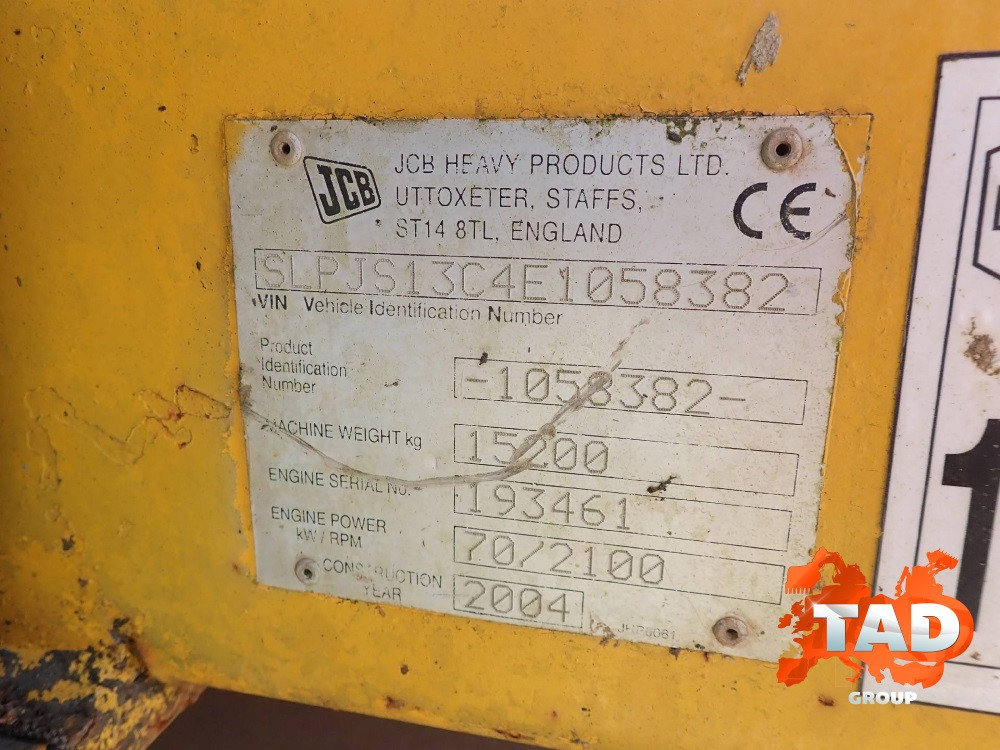 JCB
JCB HEAVY PRODUCTS LTD.
UTTOXETER, STAFFS,
ST14 8TL, ENGLAND
CE
SLPJS13C4E1058382
VIN Vehicle Identification Number
Product
Identification
Number
-1058382-
MACHINE WEIGHT kg
15200
ENGINE SERIAL No.
193461
ENGINE POWER
kW / RPM
70/2100
CONSTRUCTION
YEAR
2004
1
TAD
GROUP